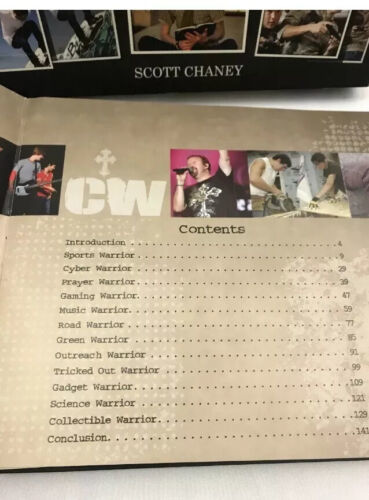 SCOTT CHANEY
CW
Contents
Introduction . . . . . . . . . . . . . . . . . . . . . . . . . . . . 4
Sports Warrior . . . . . . . . . . . . . . . . . . . . . . . . . . 9
Cyber Warrior . . . . . . . . . . . . . . . . . . . . . . . . . . 29
Prayer Warrior . . . . . . . . . . . . . . . . . . . . . . . . . 39
Gaming Warrior. . . . . . . . . . . . . . . . . . . . . . . . . 47
Music Warrior. . . . . . . . . . . . . . . . . . . . . . . . . . 59
Road Warrior . . . . . . . . . . . . . . . . . . . . . . . . . . 77
Green Warrior . . . . . . . . . . . . . . . . . . . . . . . . . 85
Outreach Warrior . . . . . . . . . . . . . . . . . . . . . . . 91
Tricked Out Warrior . . . . . . . . . . . . . . . . . . . . . 99
Gadget Warrior. . . . . . . . . . . . . . . . . . . . . . . . .109
Science Warrior . . . . . . . . . . . . . . . . . . . . . . . .121
Collectible Warrior. . . . . . . . . . . . . . . . . . . . . .129
Conclusion. . . . . . . . . . . . . . . . . . . . . . . . . . . .141